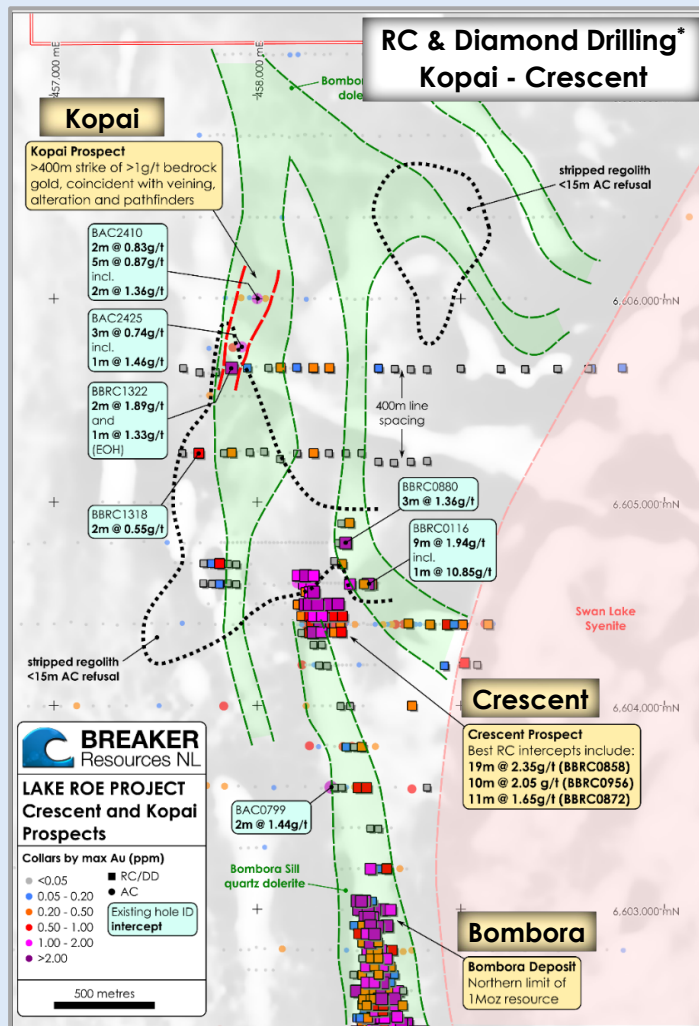 RC & Diamond Drilling*
Kopai - Crescent
457,000 mE
458,000 mE
Bombora
dole
Kopai
Kopai Prospect
>400m strike of >1g/t bedrock
gold, coincident with veining,
alteration and pathfinders
stripped regolith
<15m AC refusal
BAC2410
2m @ 0.83g/t
5m @ 0.87g/t
incl.
2m @ 1.36g/t
6,606,000 mN
BAC2425
3m @ 0.74g/t
incl.
1m @ 1.46g/t
BBRC1322
2m @ 1.89g/t
and
1m @ 1.33g/t
(EOH)
400m line
spacing
BBRC1318
2m @ 0.55g/t
BBRC0880
3m @ 1.36g/t
6,605,000 mN
BBRC0116
9m @ 1.94g/t
incl.
1m @ 10.85g/t
Swan Lake
Syenite
stripped regolith
<15m AC refusal
Crescent
6,604,000 mN
Crescent Prospect
Best RC intercepts include:
19m @ 2.35g/t (BBRC0858)
10m @ 2.05 g/t (BBRC0956)
11m @ 1.65g/t (BBRC0872)
BREAKER
Resources NL
LAKE ROE PROJECT
Crescent and Kopai
Prospects
Collars by max Au (ppm)
<0.05
0.05 - 0.20
0.20 - 0.50
0.50 - 1.00
1.00 - 2.00
>2.00
RC/DD
AC
Existing hole ID
intercept
500 metres
BAC0799
2m @ 1.44g/t
Bombora Sill
quartz dolerite
6,603,000 mN
Bombora
Bombora Deposit
Northern limit of
1Moz resource